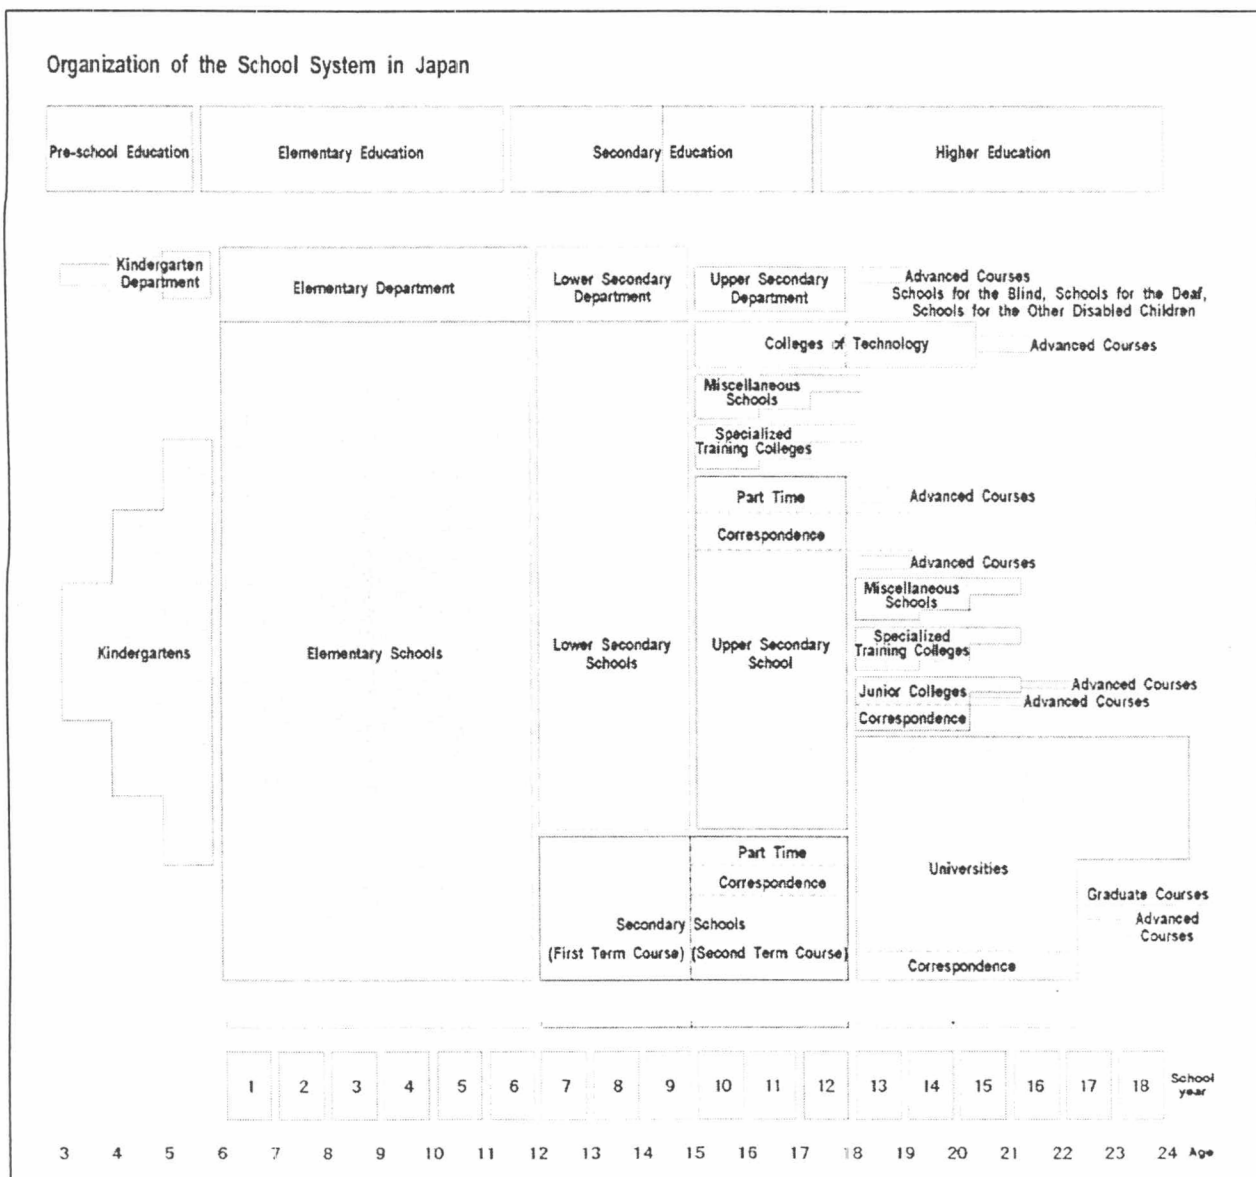 Organization of the School System in Japan
Pre-school Education
Elementary Education
Secondary Education
Higher Education
Kindergarten
Department
Elementary Department
Lower Secondary
Department
Upper Secondary
Department
Advanced Courses
Schools for the Blind, Schools for the Deaf,
Schools for the Other Disabled Children
Colleges of Technology
Advanced Courses
Miscellaneous
Schools
Specialized
Training Colleges
Part Time
Advanced Courses
Correspondence
Advanced Courses
Miscellaneous
Schools
Kindergartens
Elementary Schools
Lower Secondary
Schools
Upper Secondary
School
Specialized
Training Colleges
Junior Colleges
Advanced Courses
Advanced Courses
Correspondence
Part Time
Correspondence
Universities
Graduate Courses
Advanced
Courses
Secondary Schools
(First Term Course) (Second Term Course)
Correspondence
1 2 3 4 5 6 7 8 9 10 11 12 13 14 15 16 17 18 School
year
3 4 5 6 7 8 9 10 11 12 13 14 15 16 17 18 19 20 21 22 23 24 Age